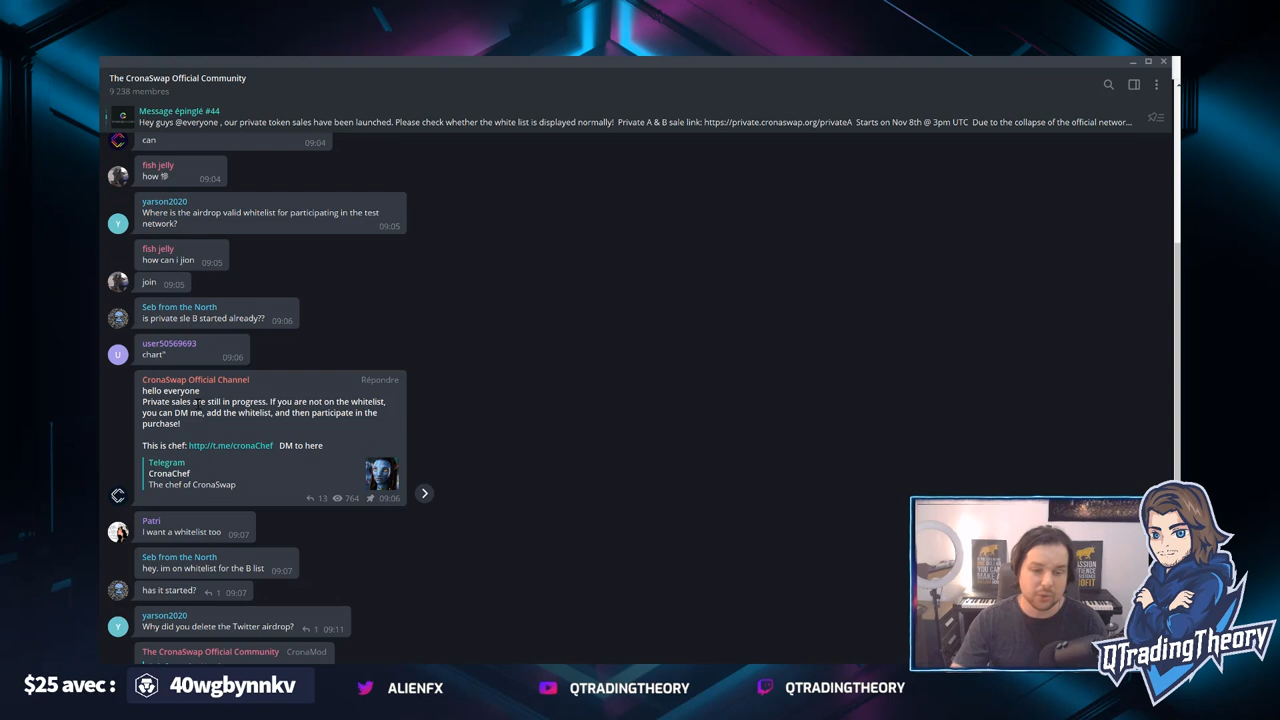 The CronaSwap Official Community
9 238 membres
Message épinglé #44
Hey guys @everyone , our private token sales have been launched. Please check whether the white list is displayed normally! Private A & B sale link: https://private.cronaswap.org/privateA Starts on Nov 8th @ 3pm UTC Due to the collapse of the official networ...
can
09:04
fish jelly
how
09:04
yarson2020
Where is the airdrop valid whitelist for participating in the test
network?
09:05
fish jelly
how can i jion
09:05
join
09:05
Seb from the North
is private sle B started already??
09:06
user50569693
chart"
09:06
CronaSwap Official Channel
Répondre
hello everyone
Private sales are still in progress. If you are not on the whitelist,
you can DM me, add the whitelist, and then participate in the
purchase!
This is chef: http://t.me/cronaChef DM to here
Telegram
CronaChef
The chef of CronaSwap
13 764 09:06
Patri
I want a whitelist too
09:07
Seb from the North
hey. im on whitelist for the B list
09:07
has it started?
1 09:07
yarson2020
Why did you delete the Twitter airdrop?
1 09:11
The CronaSwap Official Community CronaMod
QTRADINGTHEORY
$25 avec : 40wgbynnkv
ALIENFX
QTRADINGTHEORY
QTRADINGTHEORY